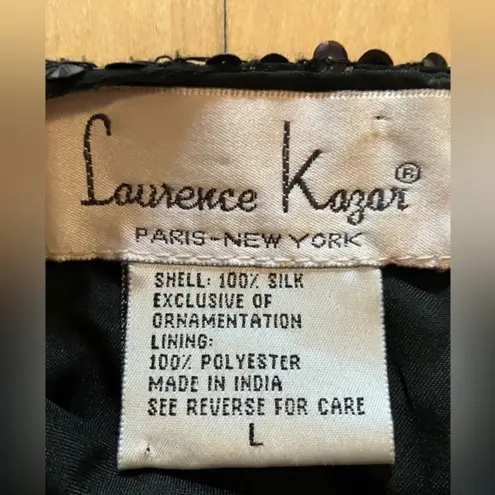 Laurence Kazar®
PARIS-NEW YORK
SHELL: 100% SILK
EXCLUSIVE OF
ORNAMENTATION
LINING:
100% POLYESTER
MADE IN INDIA
SEE REVERSE FOR CARE
L